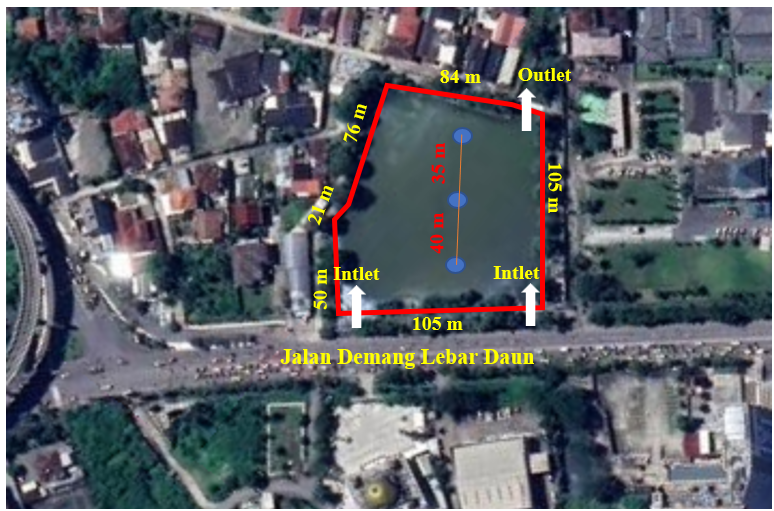 84 m
Outlet
76 m
35 m
105 m
21 m
40 m
Intlet
Intlet
50 m
105 m
Jalan Demang Lebar Daun